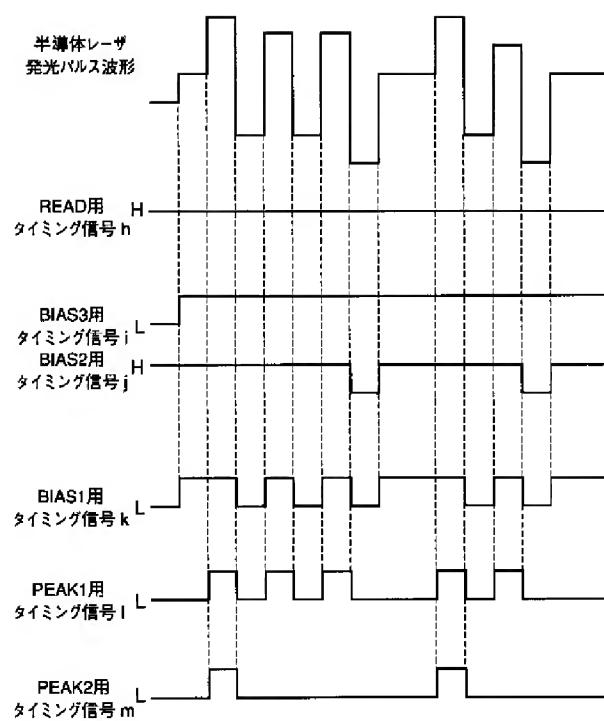 半導体レーザ
発光パルス波形
READ用 H
タイミング信号 h
BIAS3用
タイミング信号 i L
BIAS2用 H
タイミング信号 j
BIAS1用 L
タイミング信号 k
PEAK1用 L
タイミング信号 l
PEAK2用 L
タイミング信号 m